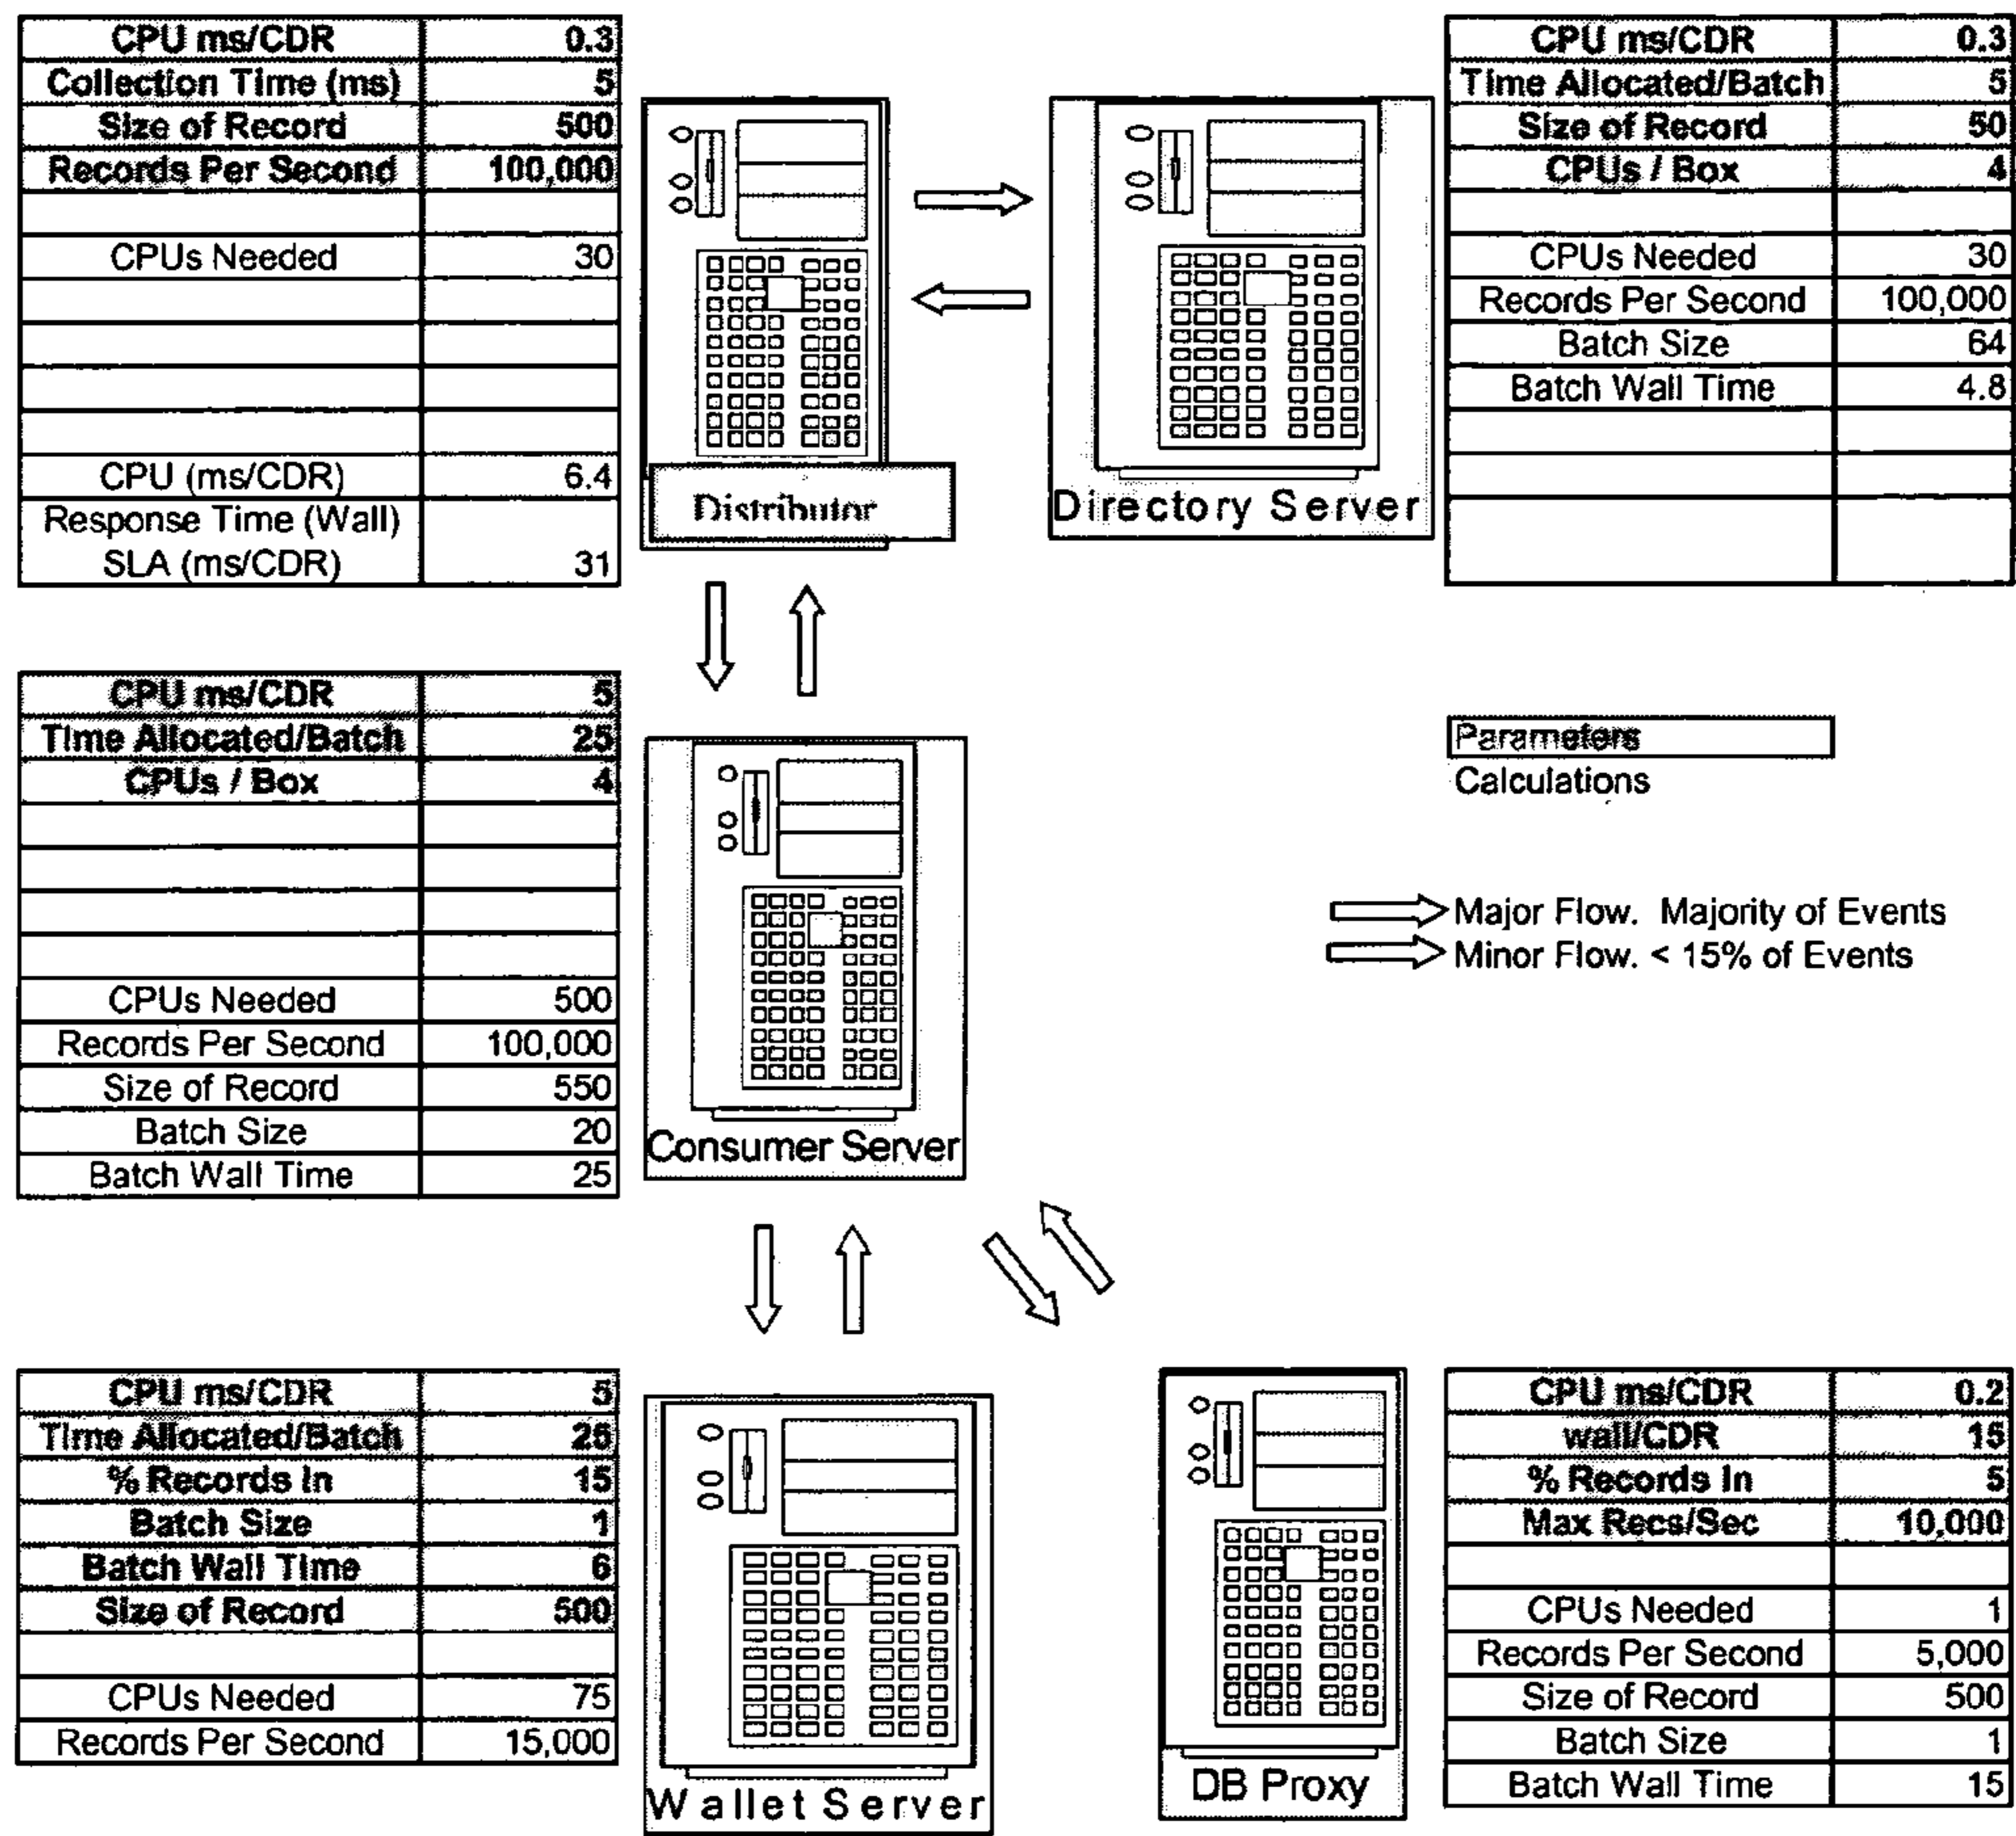 CPU ms/CDR 0.3
Collection Time (ms) 5
Size of Record 500
Records Per Second 100,000
CPUs Needed 30
CPU (ms/CDR) 6.4
Response Time (Wall)
SLA (ms/CDR) 31
Distributor
Directory Server
CPU ms/CDR 0.3
Time Allocated/Batch 5
Size of Record 50
CPUs / Box 4
CPUs Needed 30
Records Per Second 100,000
Batch Size 64
Batch Wall Time 4.8
CPU ms/CDR 5
Time Allocated/Batch 25
CPUs / Box 4
CPUs Needed 500
Records Per Second 100,000
Size of Record 550
Batch Size 20
Batch Wall Time 25
Consumer Server
Parameters
Calculations
Major Flow. Majority of Events
Minor Flow. < 15% of Events
CPU ms/CDR 5
Time Allocated/Batch 25
% Records In 15
Batch Size 1
Batch Wall Time 6
Size of Record 500
CPUs Needed 75
Records Per Second 15,000
Wallet Server
DB Proxy
CPU ms/CDR 0.2
wall/CDR 15
% Records In 5
Max Recs/Sec 10,000
CPUs Needed 1
Records Per Second 5,000
Size of Record 500
Batch Size 1
Batch Wall Time 15